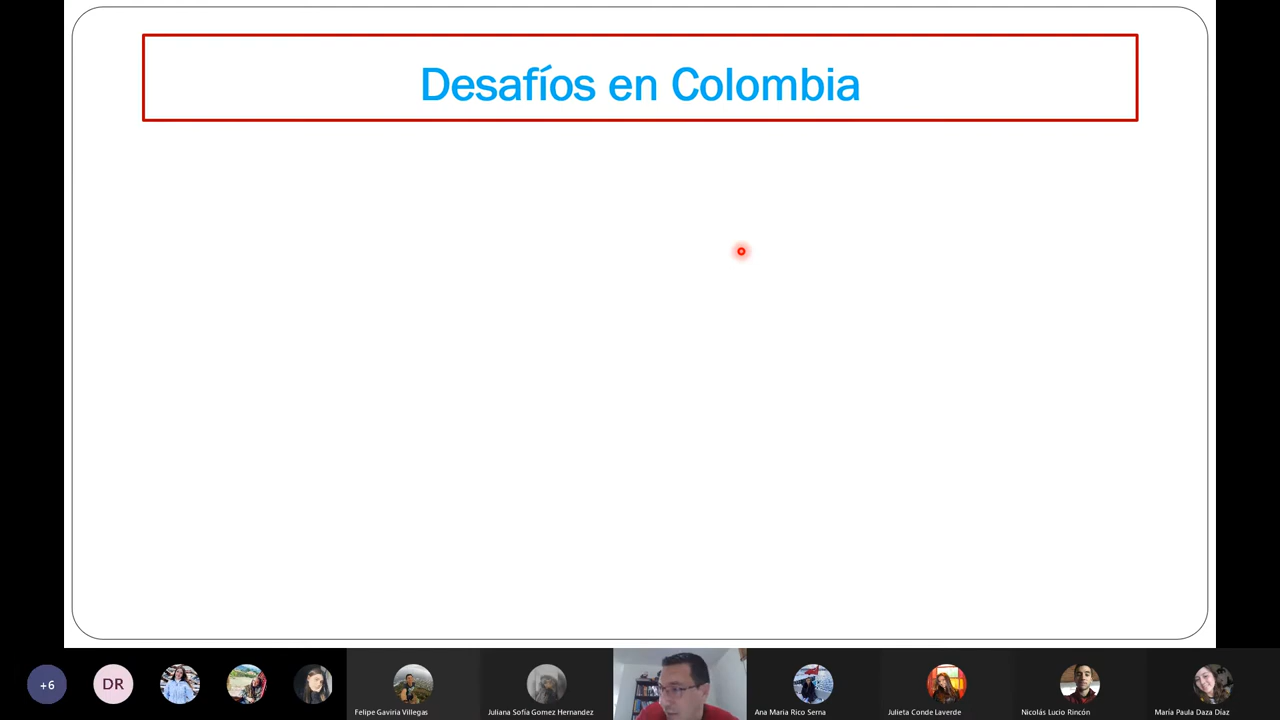 Desafíos en Colombia
+6
DR
Felipe Gaviria Villegas
Juliana Sofía Gomez Hernandez
Ana Maria Rico Serna
Julieta Conde Laverde
Nicolás Lucio Rincón
María Paula Daza Díaz